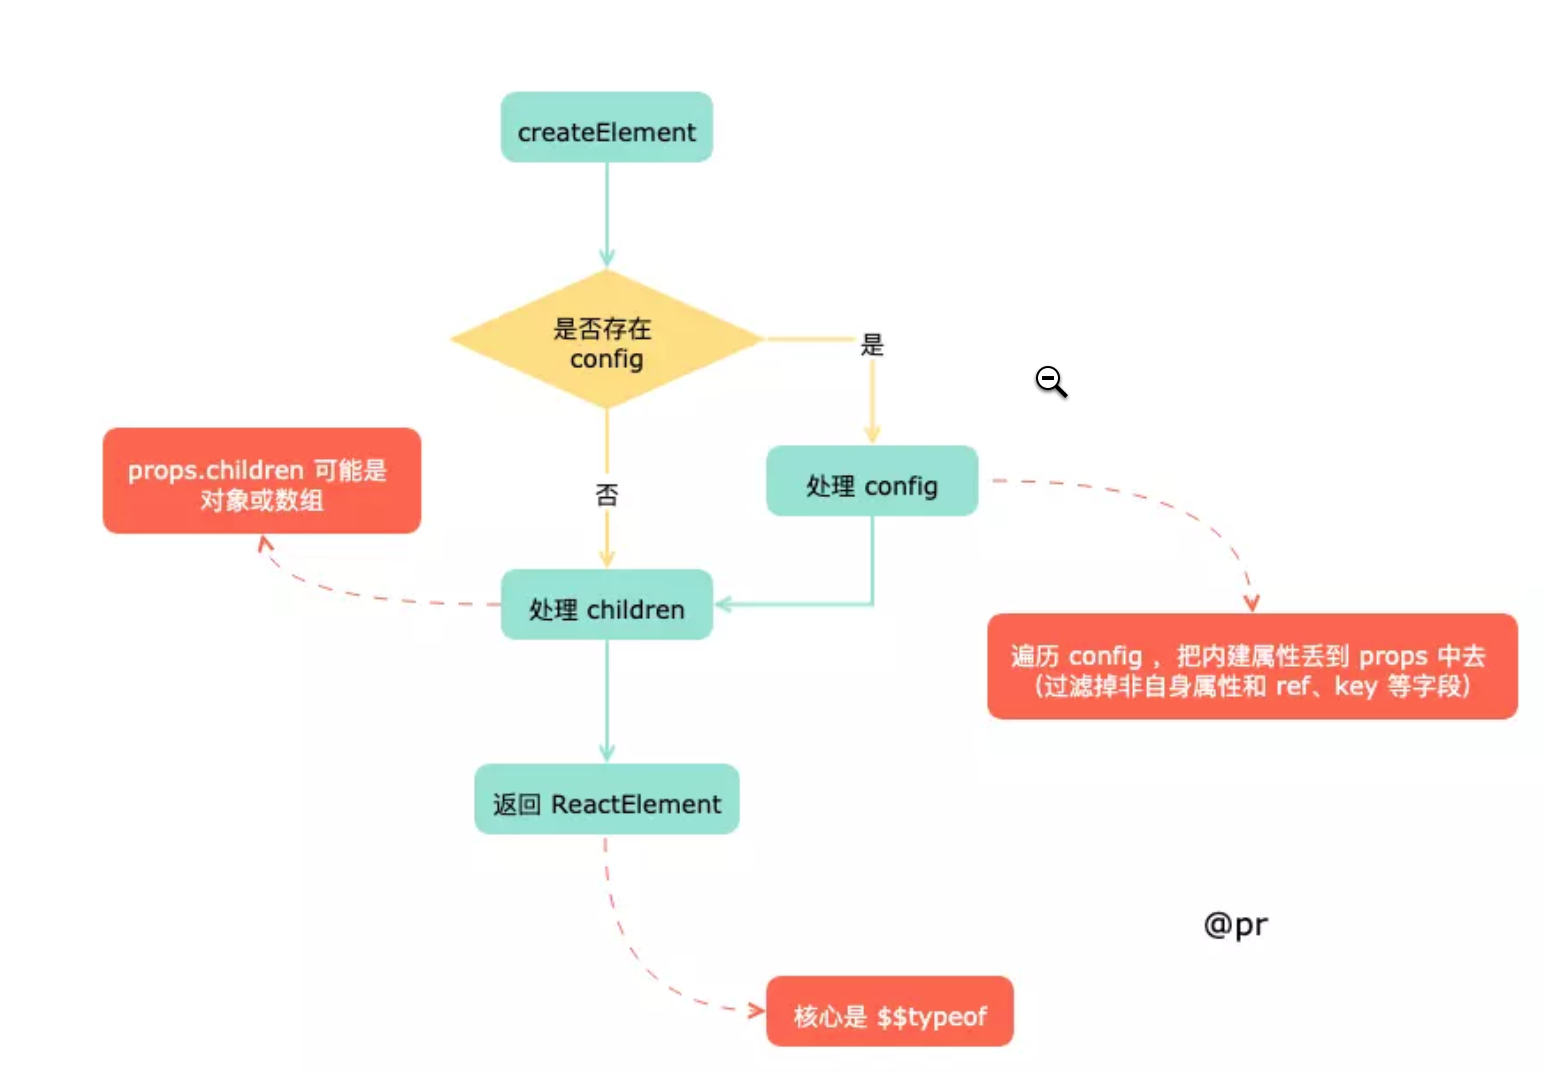 createElement
是否存在
config
是
props.children 可能是
对象或数组
处理 config
否
处理 children
遍历 config ，把内建属性丢到 props 中去
（过滤掉非自身属性和 ref、key 等字段）
返回 ReactElement
@pr
核心是 $$typeof